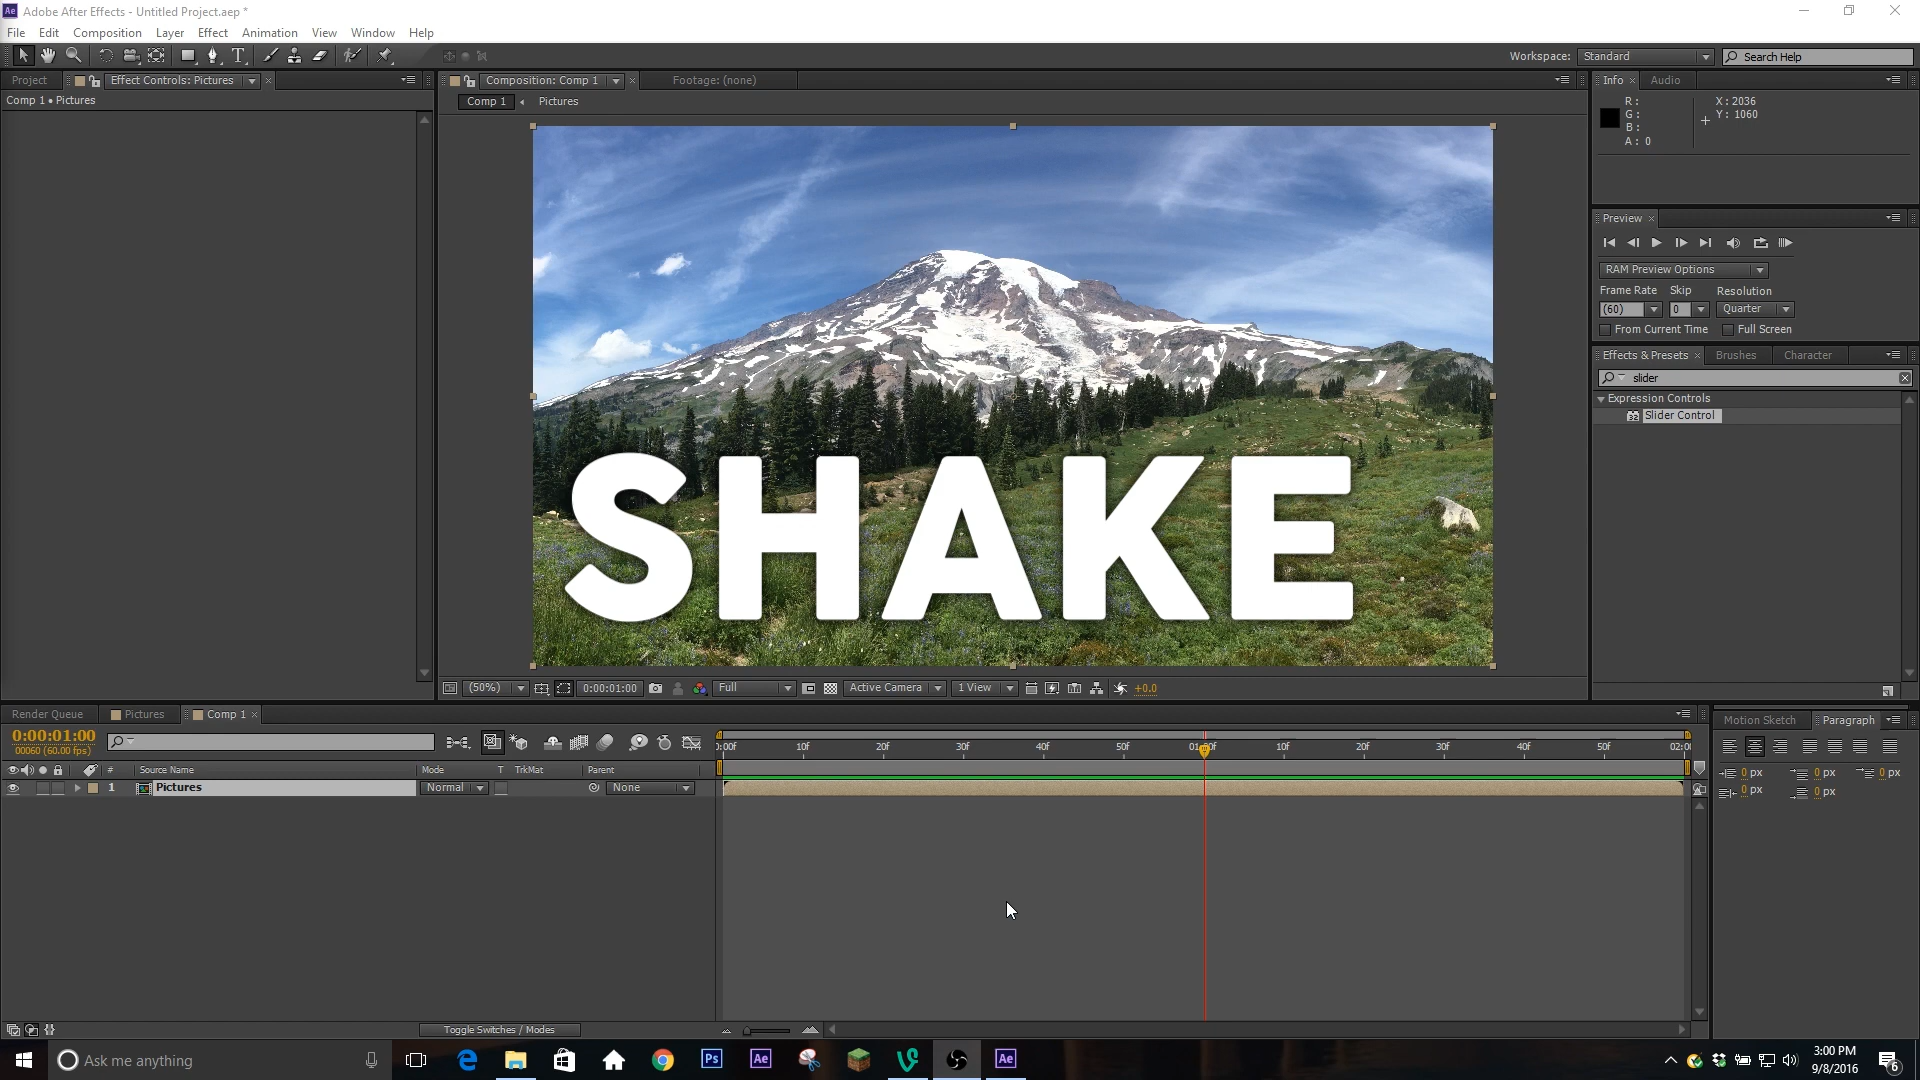 Ae Adobe After Effects - Untitled Project.aep *
File Edit Composition Layer Effect Animation View Window Help
Workspace: Standard Search Help
Project Effect Controls: Pictures Composition: Comp 1 Footage: (none) Info Audio
Comp 1 • Pictures
Comp 1 Pictures
R: X: 2036
G: Y: 1060
B:
A: 0
Preview
RAM Preview Options
Frame Rate Skip Resolution
(60) 0 Quarter
From Current Time Full Screen
Effects & Presets Brushes Character
slider
Expression Controls
32 Slider Control
SHAKE
(50%) 0:00:01:00 Full Active Camera 1 View +0.0
Render Queue Pictures Comp 1
Motion Sketch Paragraph
0:00:01:00
00060 (60.00 fps)
0:00f 10f 20f 30f 40f 50f 01:00f 10f 20f 30f 40f 50f 02:0
# Source Name Mode T TrkMat Parent
1 Pictures Normal None
0 px 0 px 0 px
0 px 0 px
Toggle Switches / Modes
Ask me anything
Ps Ae Ae
3:00 PM
9/8/2016
6